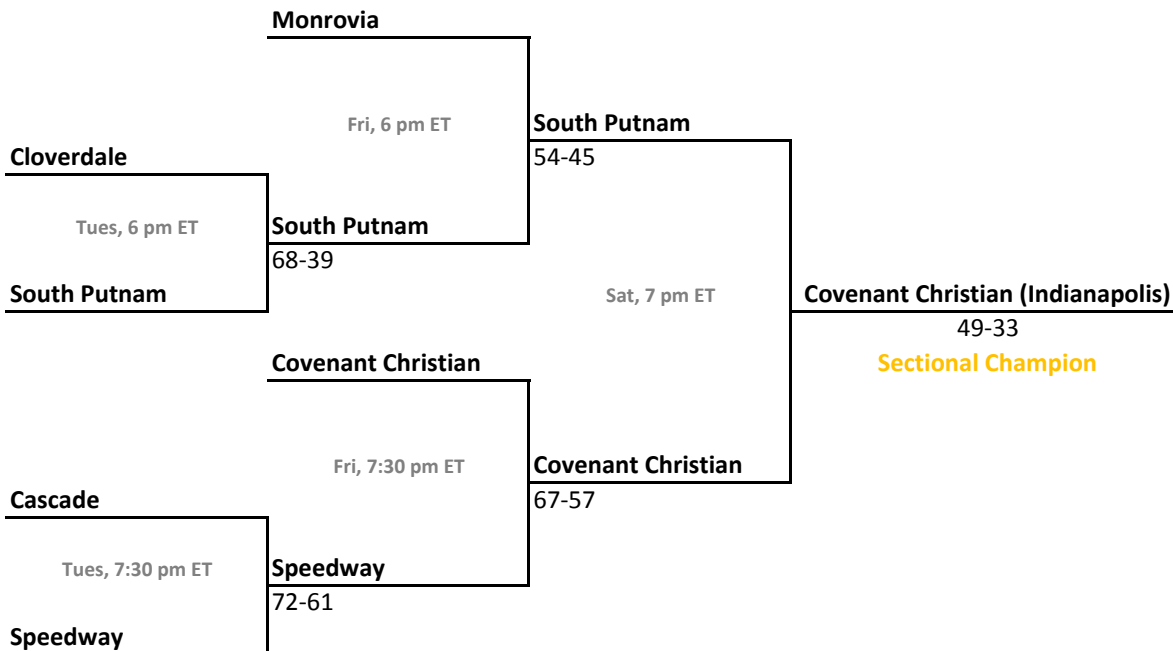 Monrovia
Fri, 6 pm ET
South Putnam
54-45
Cloverdale
Tues, 6 pm ET
South Putnam
68-39
South Putnam
Sat, 7 pm ET
Covenant Christian (Indianapolis)
49-33
Sectional Champion
Covenant Christian
Fri, 7:30 pm ET
Covenant Christian
67-57
Cascade
Tues, 7:30 pm ET
Speedway
72-61
Speedway